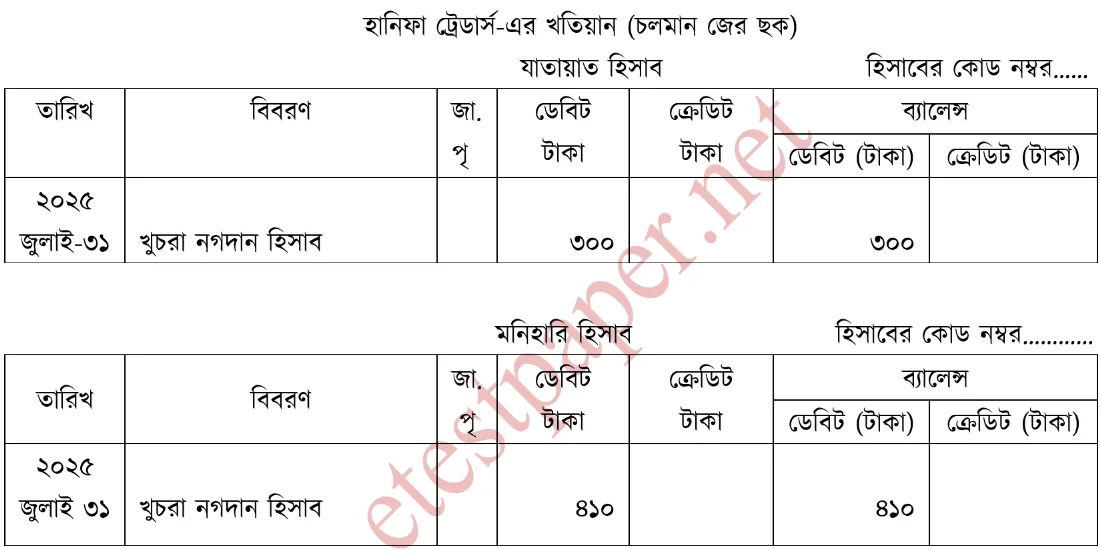 হানিফা ট্রেডার্স-এর খতিয়ান (চলমান জের ছক)
যাতায়াত হিসাব হিসাবের কোড নম্বর......
তারিখ বিবরণ জা. পৃ ডেবিট টাকা ক্রেডিট টাকা ব্যালেন্স
ডেবিট (টাকা) ক্রেডিট (টাকা)
২০২৫
জুলাই-৩১ খুচরা নগদান হিসাব ৩০০ ৩০০
মনিহারি হিসাব হিসাবের কোড নম্বর............
তারিখ বিবরণ জা. পৃ ডেবিট টাকা ক্রেডিট টাকা ব্যালেন্স
ডেবিট (টাকা) ক্রেডিট (টাকা)
২০২৫
জুলাই ৩১ খুচরা নগদান হিসাব ৪১০ ৪১০
etestpaper.net